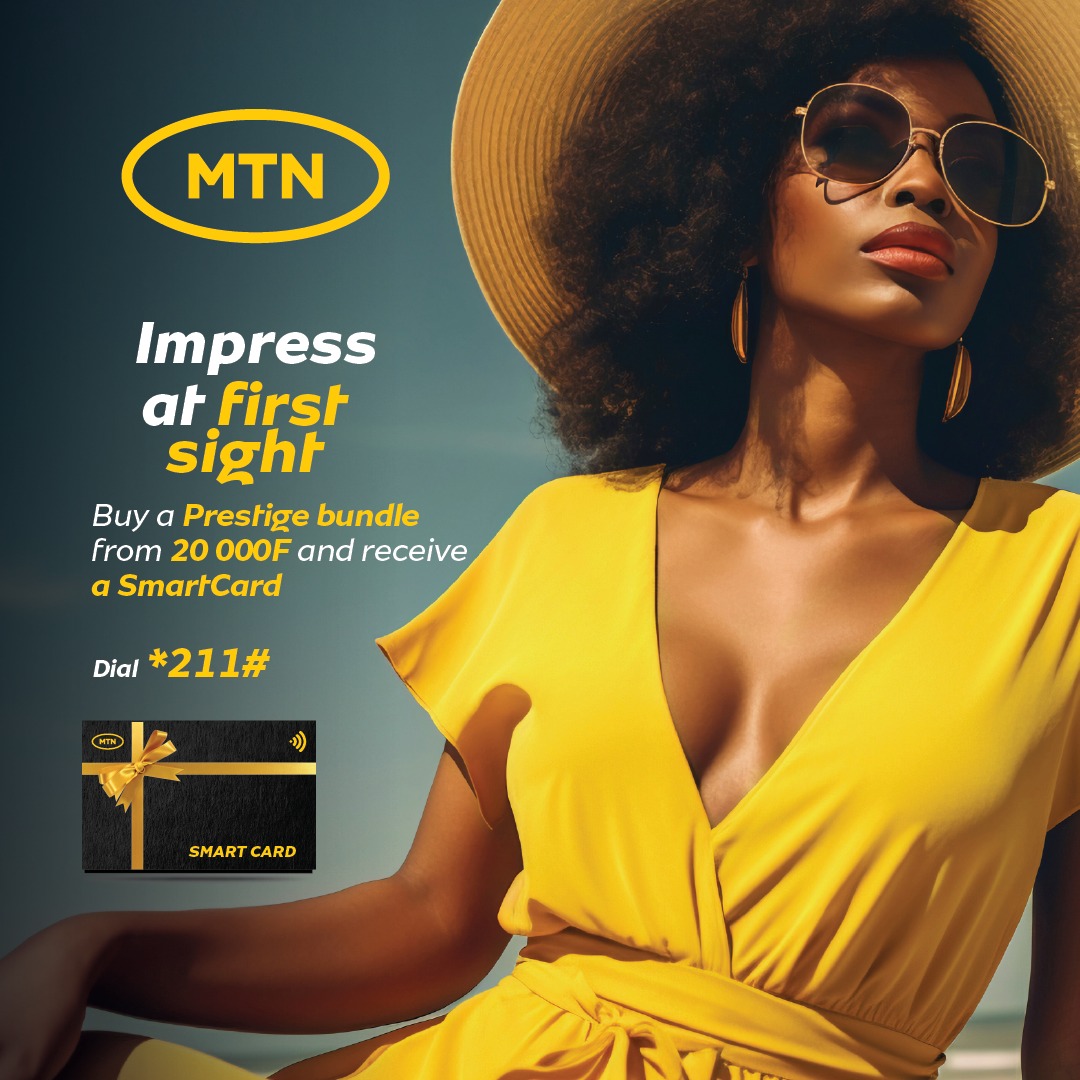 MTN
Impress
at first
sight
Buy a Prestige bundle
from 20 000F and receive
a SmartCard
Dial *211#
MTN
SMART CARD